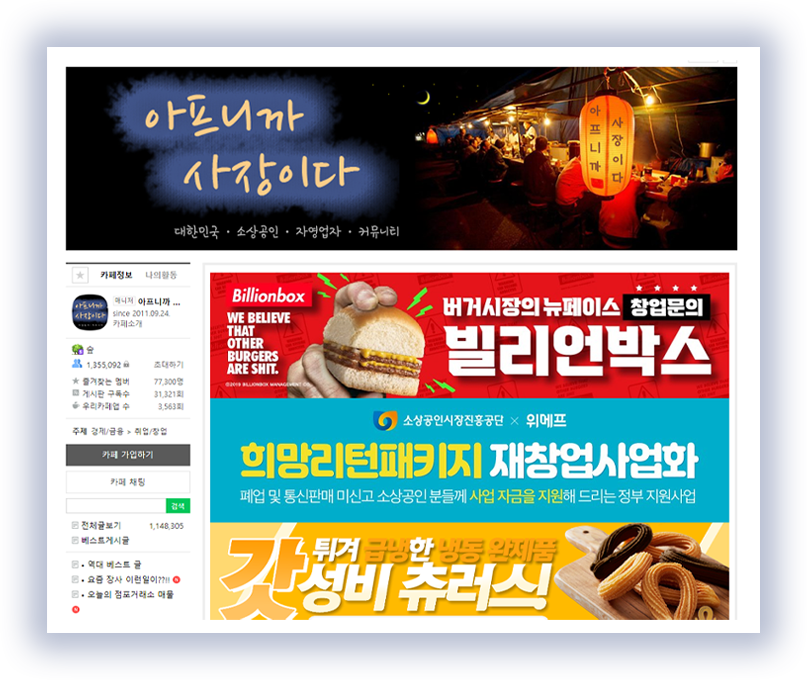 아프니까
사장이다
대한민국 · 소상공인 · 자영업자 · 커뮤니티
아프니까
사장이다
카페정보 나의활동
아프니까
사장이다
매니저 아프니까 ...
since 2011.09.24.
카페소개
숲
1,355,092 초대하기
즐겨찾는 멤버 77,300명
게시판 구독수 31,321회
우리카페앱 수 3,563회
주제 경제/금융 > 취업/창업
카페 가입하기
카페 채팅
검색
전체글보기 1,148,305
베스트게시글
• 역대 베스트 글
• 요즘 장사 이런일이??!!
• 오늘의 점포거래소 매물
Billionbox
WE BELIEVE
THAT
OTHER
BURGERS
ARE SHIT.
©2019 BILLIONBOX MANAGEMENT CO.
버거시장의 뉴페이스 창업문의
빌리언박스
소상공인시장진흥공단 × 위메프
희망리턴패키지 재창업사업화
폐업 및 통신판매 미신고 소상공인 분들께 사업 자금을 지원해 드리는 정부 지원사업
튀겨 급냉한 냉동 완제품
갓성비 츄러스!